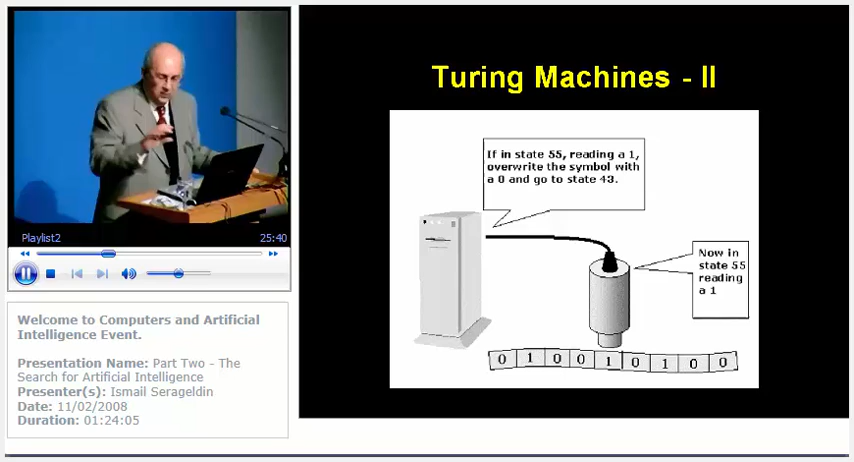 Turing Machines - II
If in state 55, reading a 1,
overwrite the symbol with
a 0 and go to state 43.
Now in
state 55
reading
a 1
0 1 0 0 1 0 1 0 0
Playlist2
25:40
Welcome to Computers and Artificial
Intelligence Event.
Presentation Name: Part Two - The
Search for Artificial Intelligence
Presenter(s): Ismail Serageldin
Date: 11/02/2008
Duration: 01:24:05